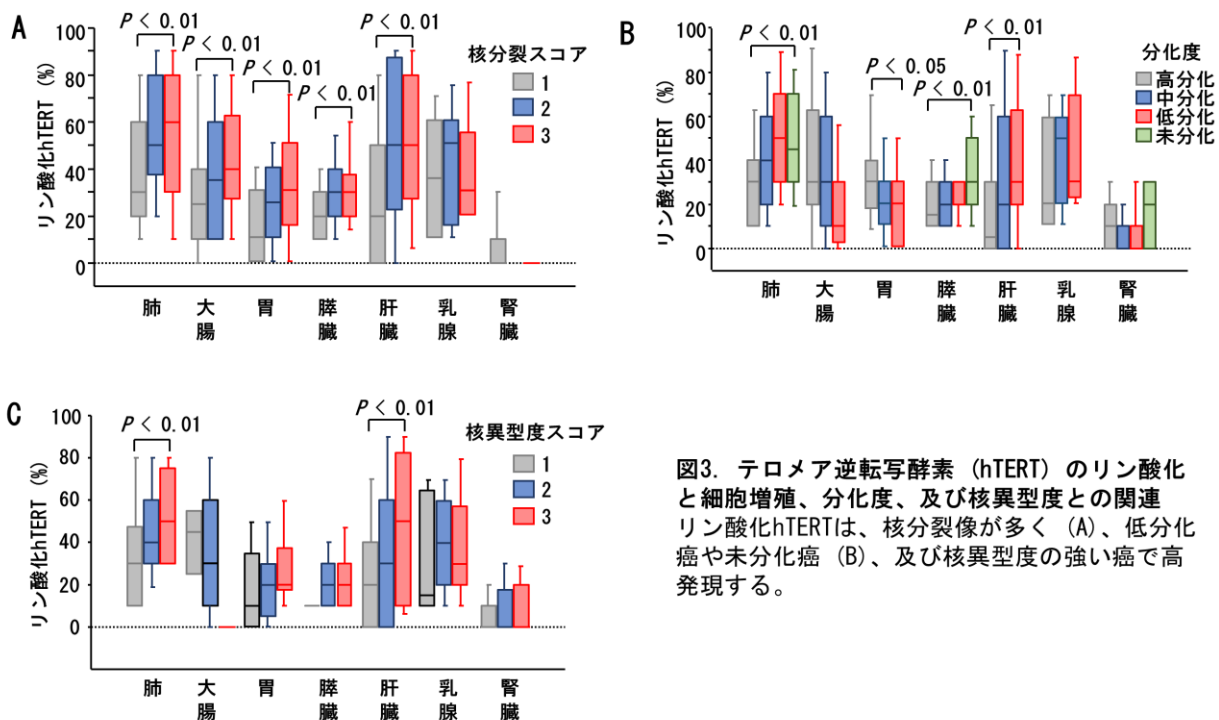 A
リン酸化hTERT (%)
100
80
60
40
20
0
P < 0.01
P < 0.01
P < 0.01
P < 0.01
P < 0.01
核分裂スコア
1
2
3
肺
大腸
胃
膵臓
肝臓
乳腺
腎臓
B
リン酸化hTERT (%)
100
80
60
40
20
0
P < 0.01
P < 0.05
P < 0.01
P < 0.01
分化度
高分化
中分化
低分化
未分化
肺
大腸
胃
膵臓
肝臓
乳腺
腎臓
C
リン酸化hTERT (%)
100
80
60
40
20
0
P < 0.01
P < 0.01
核異型度スコア
1
2
3
肺
大腸
胃
膵臓
肝臓
乳腺
腎臓
図3. テロメア逆転写酵素 (hTERT) のリン酸化
と細胞増殖、分化度、及び核異型度との関連
リン酸化hTERTは、核分裂像が多く (A)、低分化
癌や未分化癌 (B)、及び核異型度の強い癌で高
発現する。